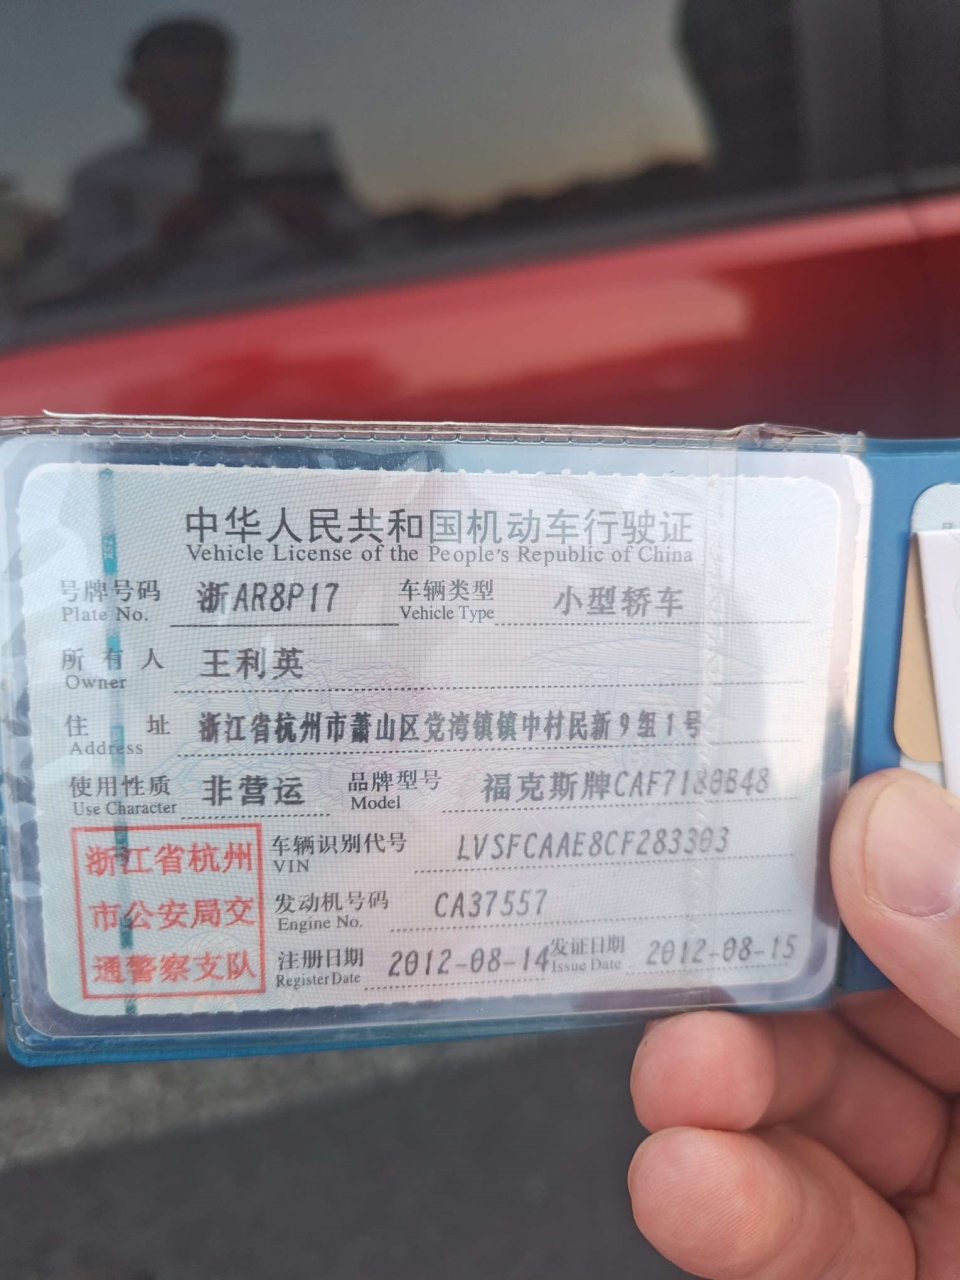 中华人民共和国机动车行驶证
Vehicle License of the People's Republic of China
号牌号码 浙AR8P17 车辆类型 小型轿车
Plate No. Vehicle Type
所有人 王利英
Owner
住址 浙江省杭州市萧山区党湾镇镇中村民新9组1号
Address
使用性质 非营运 品牌型号 福克斯牌CAF7180B48
Use Character Model
浙江省杭州
市公安局交
通警察支队
车辆识别代号 LVSFCAAE8CF283303
VIN
发动机号码 CA37557
Engine No.
注册日期 2012-08-14 发证日期 2012-08-15
Register Date Issue Date